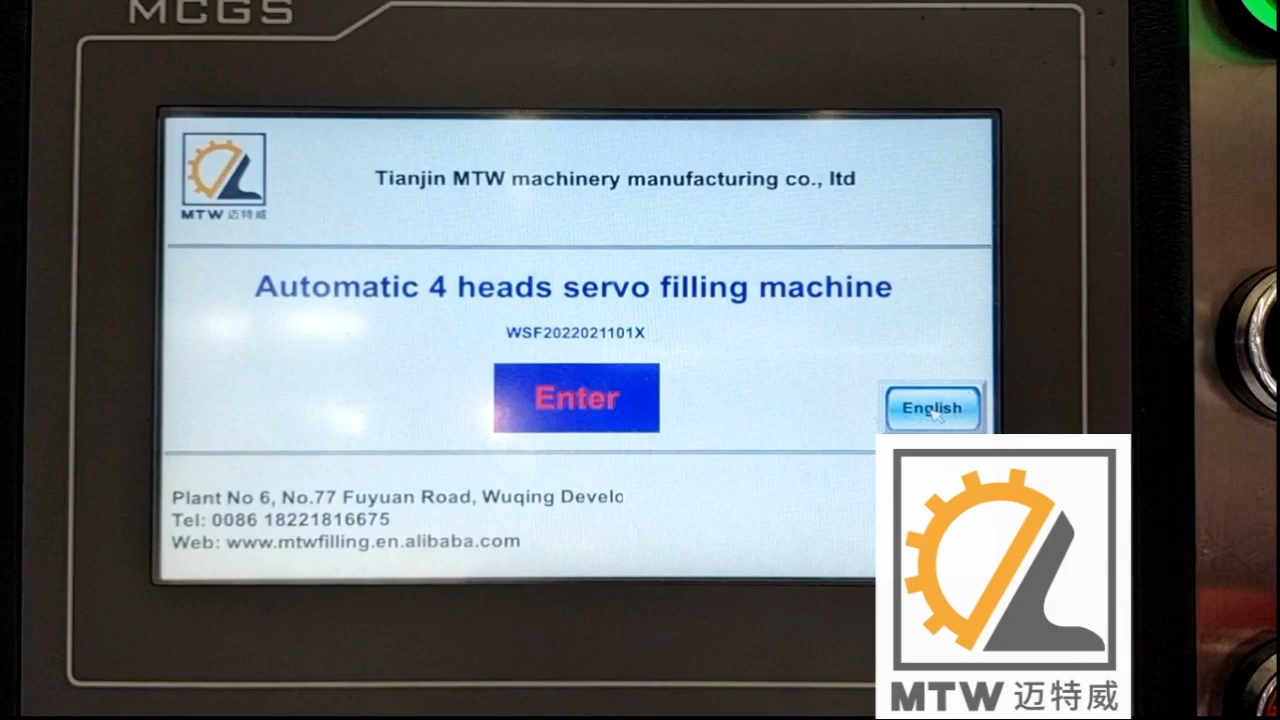 MCGS
MTW 迈特威
Tianjin MTW machinery manufacturing co., ltd
Automatic 4 heads servo filling machine
WSF2022021101X
Enter
English
Plant No 6, No.77 Fuyuan Road, Wuqing Develo
Tel: 0086 18221816675
Web: www.mtwfilling.en.alibaba.com
MTW 迈特威